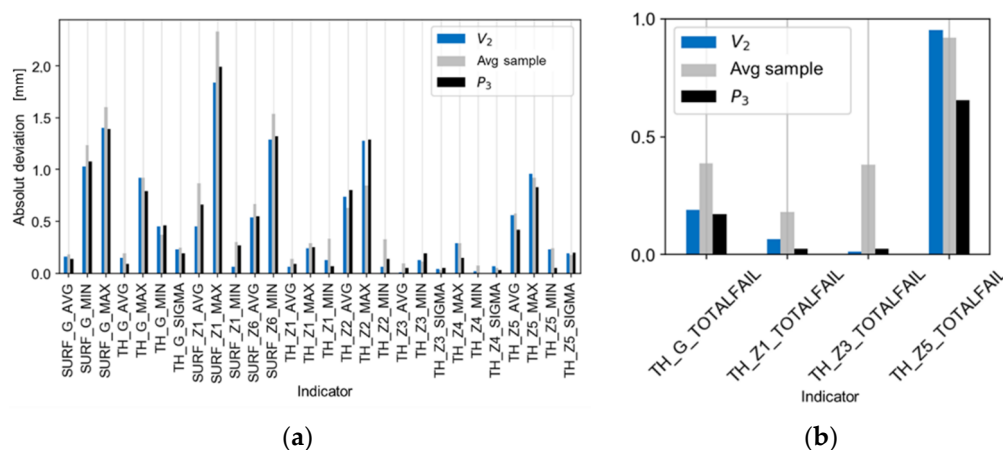 V2
Avg sample
P3
Absolut deviation [mm]
2.0
1.5
1.0
0.5
0.0
SURF_G_AVG
SURF_G_MIN
SURF_G_MAX
TH_G_AVG
TH_G_MAX
TH_G_MIN
TH_G_SIGMA
SURF_Z1_AVG
SURF_Z1_MAX
SURF_Z1_MIN
SURF_Z6_AVG
SURF_Z6_MIN
TH_Z1_AVG
TH_Z1_MAX
TH_Z1_MIN
TH_Z2_AVG
TH_Z2_MAX
TH_Z2_MIN
TH_Z3_AVG
TH_Z3_MIN
TH_Z3_SIGMA
TH_Z4_MAX
TH_Z4_MIN
TH_Z4_SIGMA
TH_Z5_AVG
TH_Z5_MAX
TH_Z5_MIN
TH_Z5_SIGMA
Indicator
(a)
1.0
0.5
0.0
V2
Avg sample
P3
TH_G_TOTALFAIL
TH_Z1_TOTALFAIL
TH_Z3_TOTALFAIL
TH_Z5_TOTALFAIL
Indicator
(b)